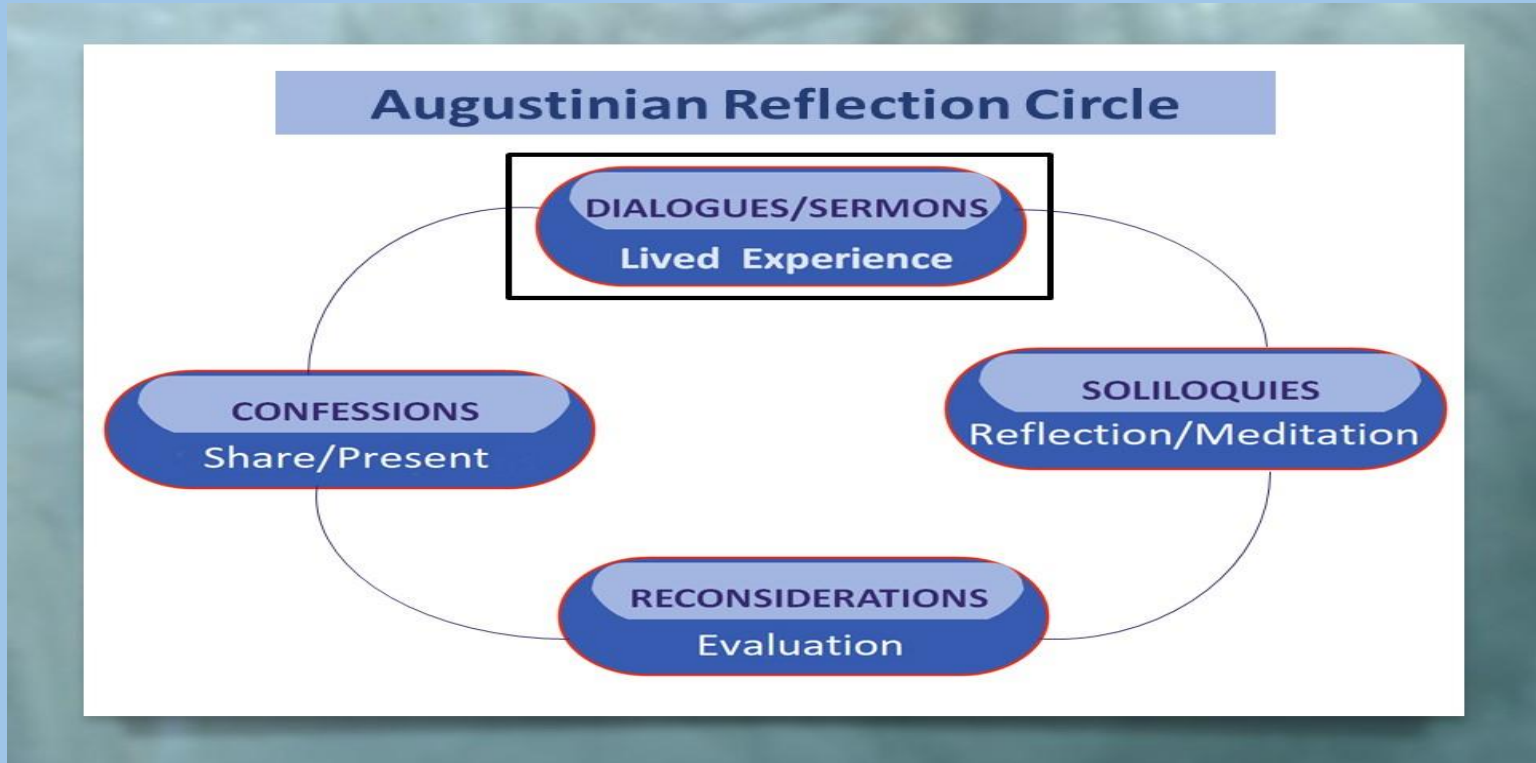 Augustinian Reflection Circle
DIALOGUES/SERMONS
Lived Experience
SOLILOQUIES
Reflection/Meditation
RECONSIDERATIONS
Evaluation
CONFESSIONS
Share/Present